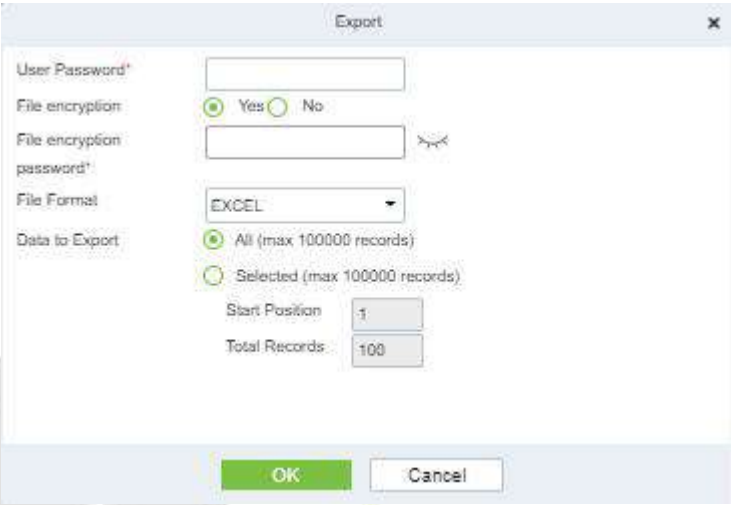 Export
User Password*
File encryption Yes No
File encryption
password*
File Format EXCEL
Data to Export All (max 100000 records)
Selected (max 100000 records)
Start Position 1
Total Records 100
OK Cancel